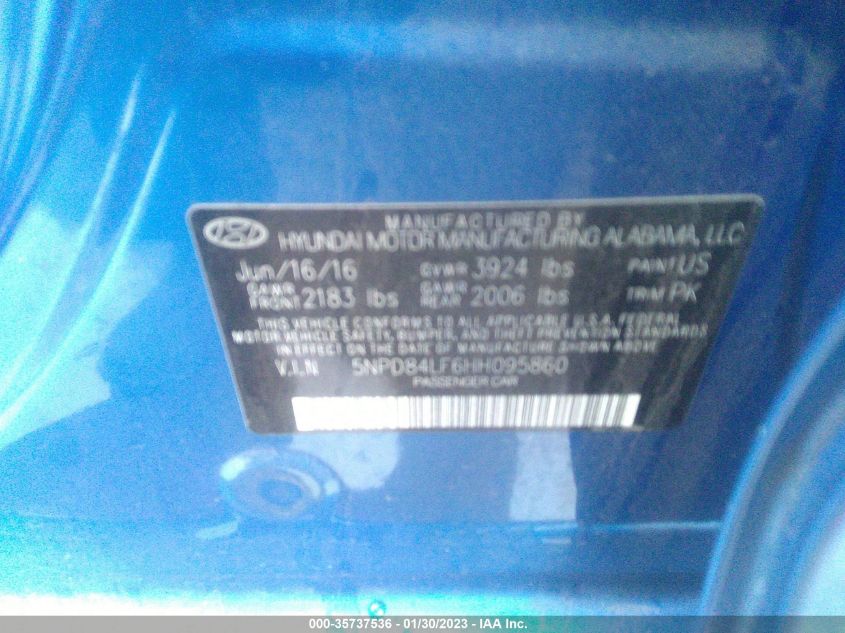 MANUFACTURED BY
HYUNDAI MOTOR MANUFACTURING ALABAMA, LLC
Jun/16/16 GVWR 3924 lbs PAINT US
GAWR FRONT 2183 lbs GAWR REAR 2006 lbs TRIM PK
THIS VEHICLE CONFORMS TO ALL APPLICABLE U.S.A. FEDERAL
MOTOR VEHICLE SAFETY, BUMPER, AND THEFT PREVENTION STANDARDS
IN EFFECT ON THE DATE OF MANUFACTURE SHOWN ABOVE.
V.I.N 5NPD84LF6HH095860
PASSENGER CAR
000-35737536 - 01/30/2023 - © IAA, Inc.